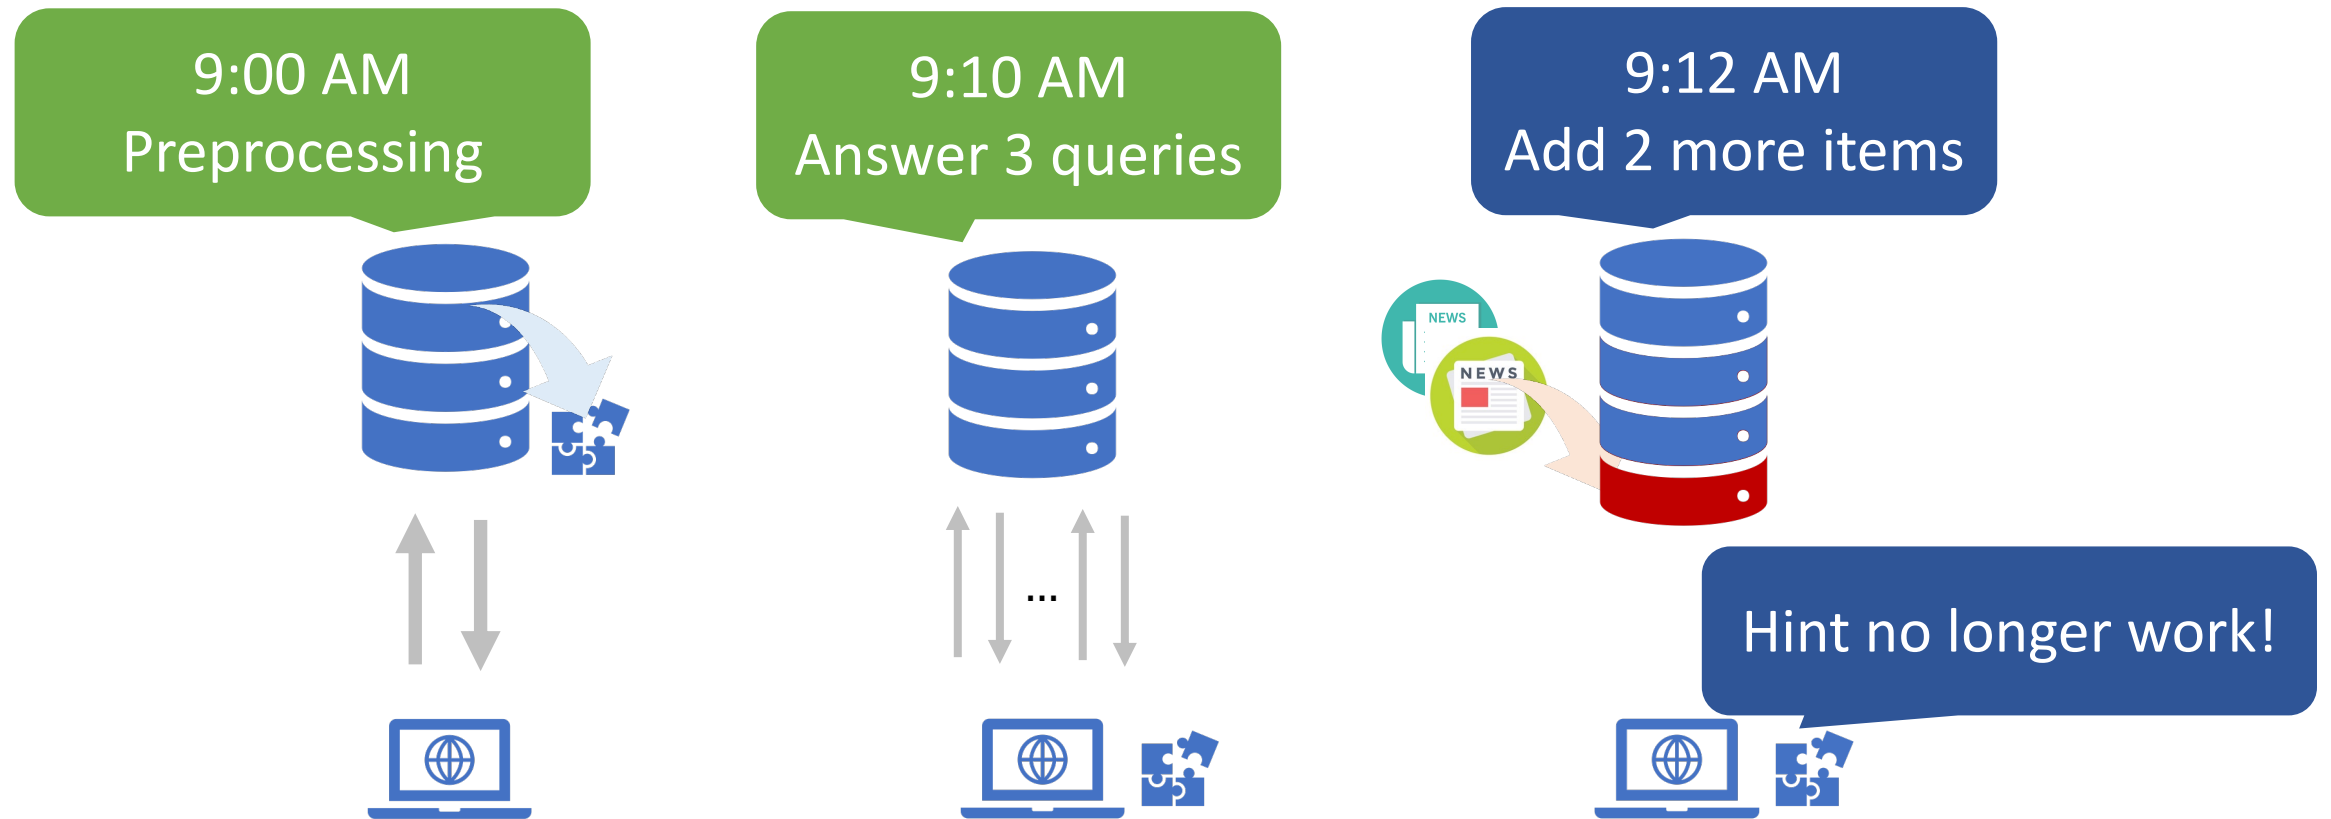 9:00 AM
Preprocessing
9:10 AM
Answer 3 queries
9:12 AM
Add 2 more items
NEWS
NEWS
...
Hint no longer work!